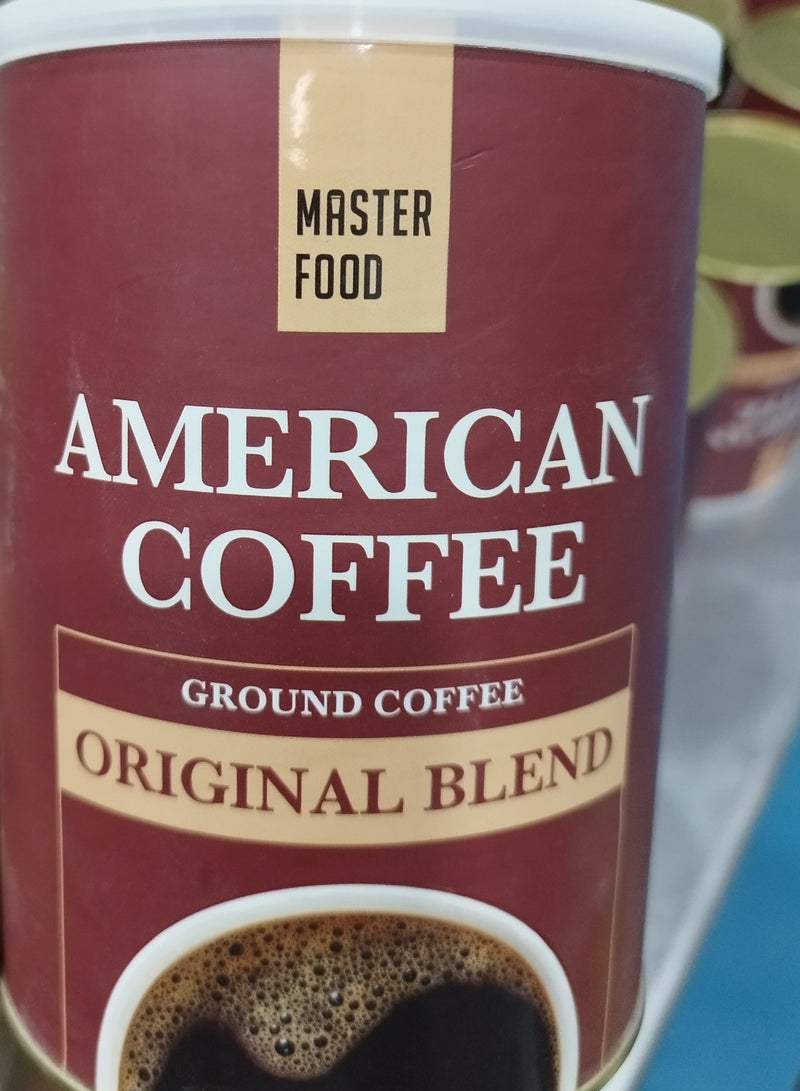 MASTER
FOOD
AMERICAN
COFFEE
GROUND COFFEE
ORIGINAL BLEND